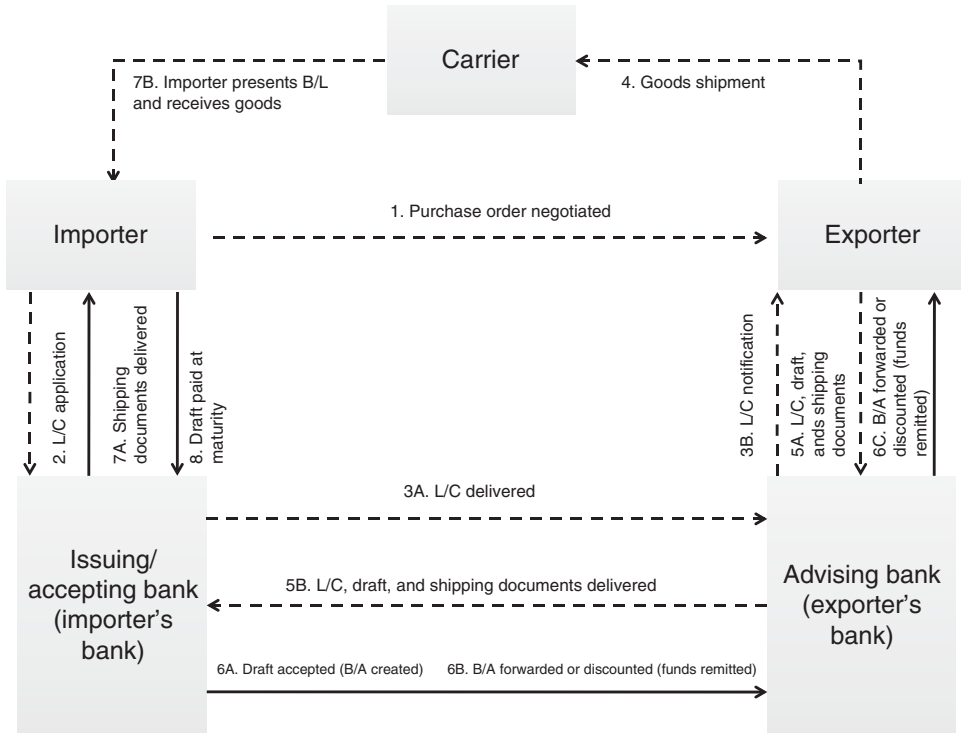 Carrier
7B. Importer presents B/L
and receives goods
4. Goods shipment
Importer
1. Purchase order negotiated
Exporter
2. L/C application
7A. Shipping
documents delivered
8. Draft paid at
maturity
3B. L/C notification
5A. L/C, draft,
ands shipping
documents
6C. B/A forwarded or
discounted (funds
remitted)
3A. L/C delivered
Issuing/
accepting bank
(importer's
bank)
5B. L/C, draft, and shipping documents delivered
Advising bank
(exporter's
bank)
6A. Draft accepted (B/A created)
6B. B/A forwarded or discounted (funds remitted)